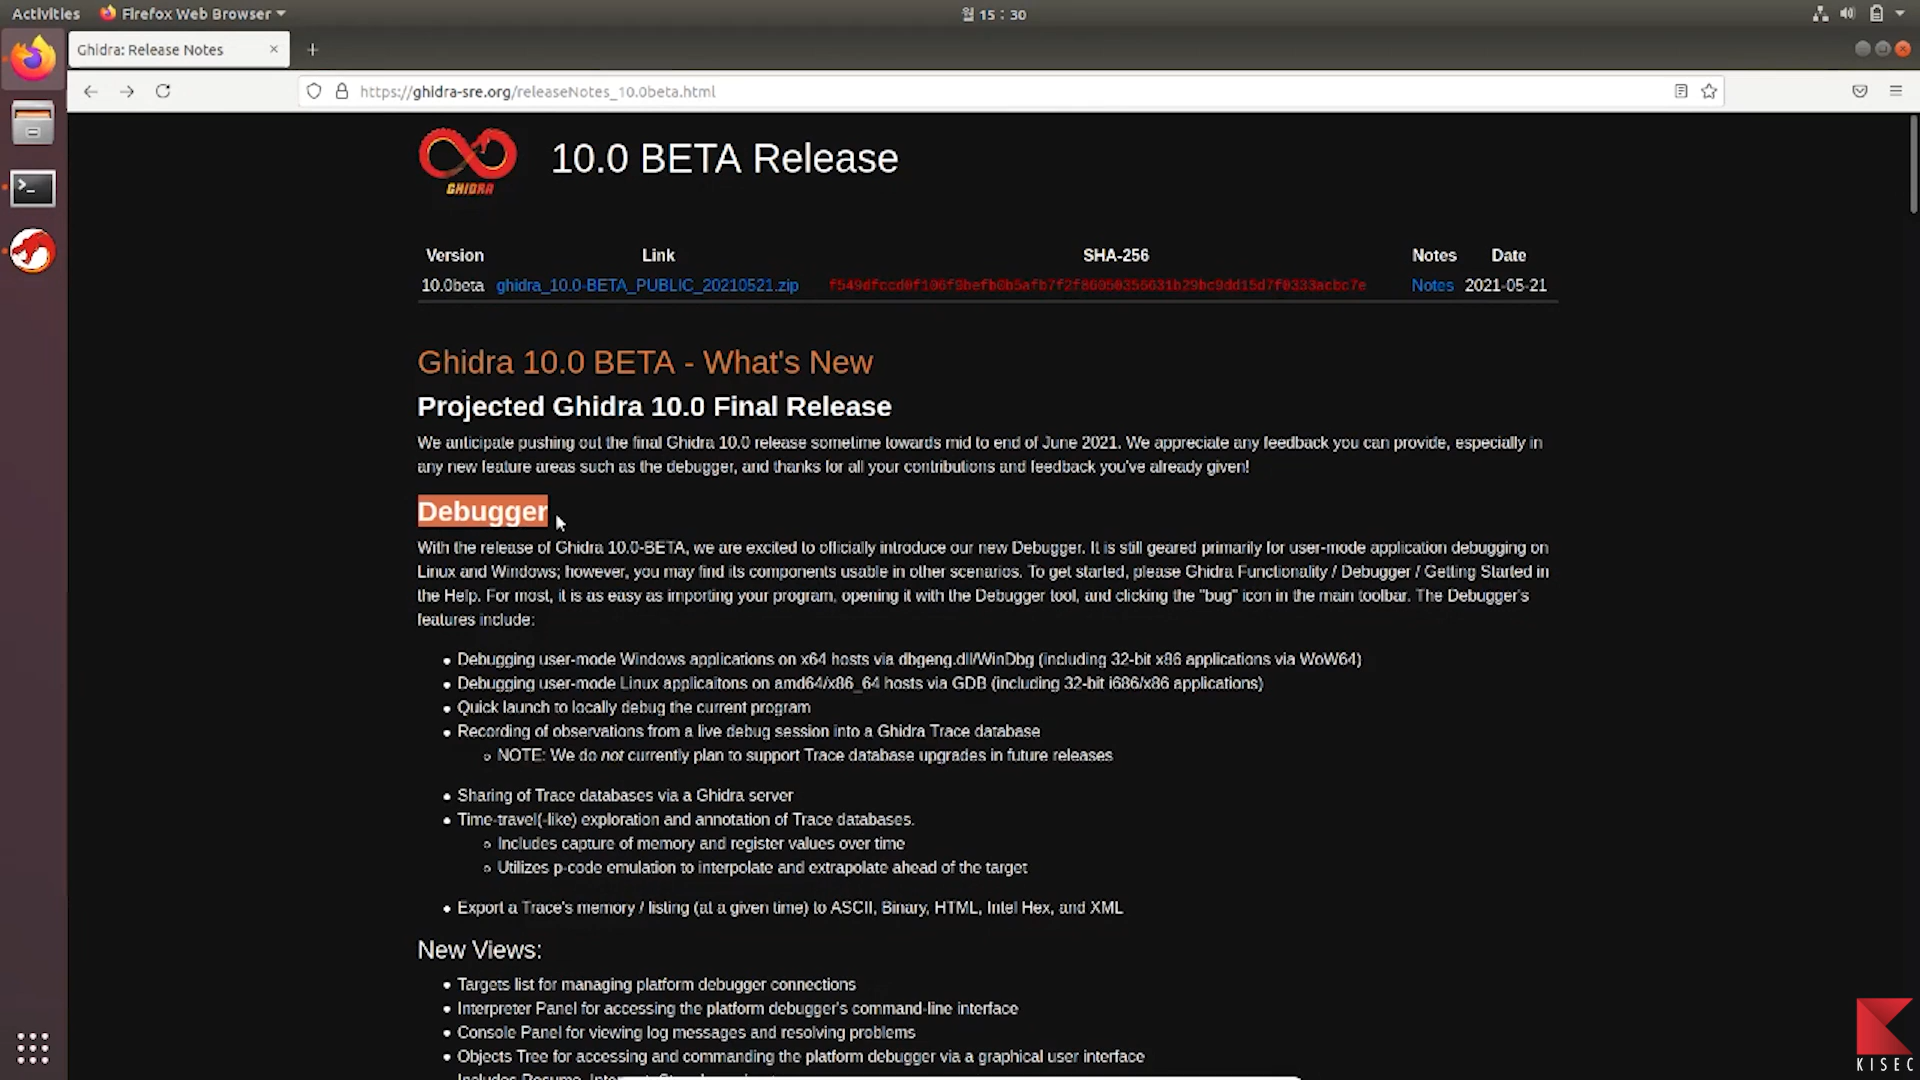 Activities Firefox Web Browser 월 15 : 30
Ghidra: Release Notes
https://ghidra-sre.org/releaseNotes_10.0beta.html
GHIDRA
10.0 BETA Release
Version Link SHA-256 Notes Date
10.0beta ghidra_10.0-BETA_PUBLIC_20210521.zip Notes 2021-05-21
Ghidra 10.0 BETA - What's New
Projected Ghidra 10.0 Final Release
We anticipate pushing out the final Ghidra 10.0 release sometime towards mid to end of June 2021. We appreciate any feedback you can provide, especially in
any new feature areas such as the debugger, and thanks for all your contributions and feedback you've already given!
Debugger
With the release of Ghidra 10.0-BETA, we are excited to officially introduce our new Debugger. It is still geared primarily for user-mode application debugging on
Linux and Windows; however, you may find its components usable in other scenarios. To get started, please Ghidra Functionality / Debugger / Getting Started in
the Help. For most, it is as easy as importing your program, opening it with the Debugger tool, and clicking the "bug" icon in the main toolbar. The Debugger's
features include:
Debugging user-mode Windows applications on x64 hosts via dbgeng.dll/WinDbg (including 32-bit x86 applications via WoW64)
Debugging user-mode Linux applicaitons on amd64/x86_64 hosts via GDB (including 32-bit i686/x86 applications)
Quick launch to locally debug the current program
Recording of observations from a live debug session into a Ghidra Trace database
NOTE: We do not currently plan to support Trace database upgrades in future releases
Sharing of Trace databases via a Ghidra server
Time-travel(-like) exploration and annotation of Trace databases.
Includes capture of memory and register values over time
Utilizes p-code emulation to interpolate and extrapolate ahead of the target
Export a Trace's memory / listing (at a given time) to ASCII, Binary, HTML, Intel Hex, and XML
New Views:
Targets list for managing platform debugger connections
Interpreter Panel for accessing the platform debugger's command-line interface
Console Panel for viewing log messages and resolving problems
Objects Tree for accessing and commanding the platform debugger via a graphical user interface
KISEC